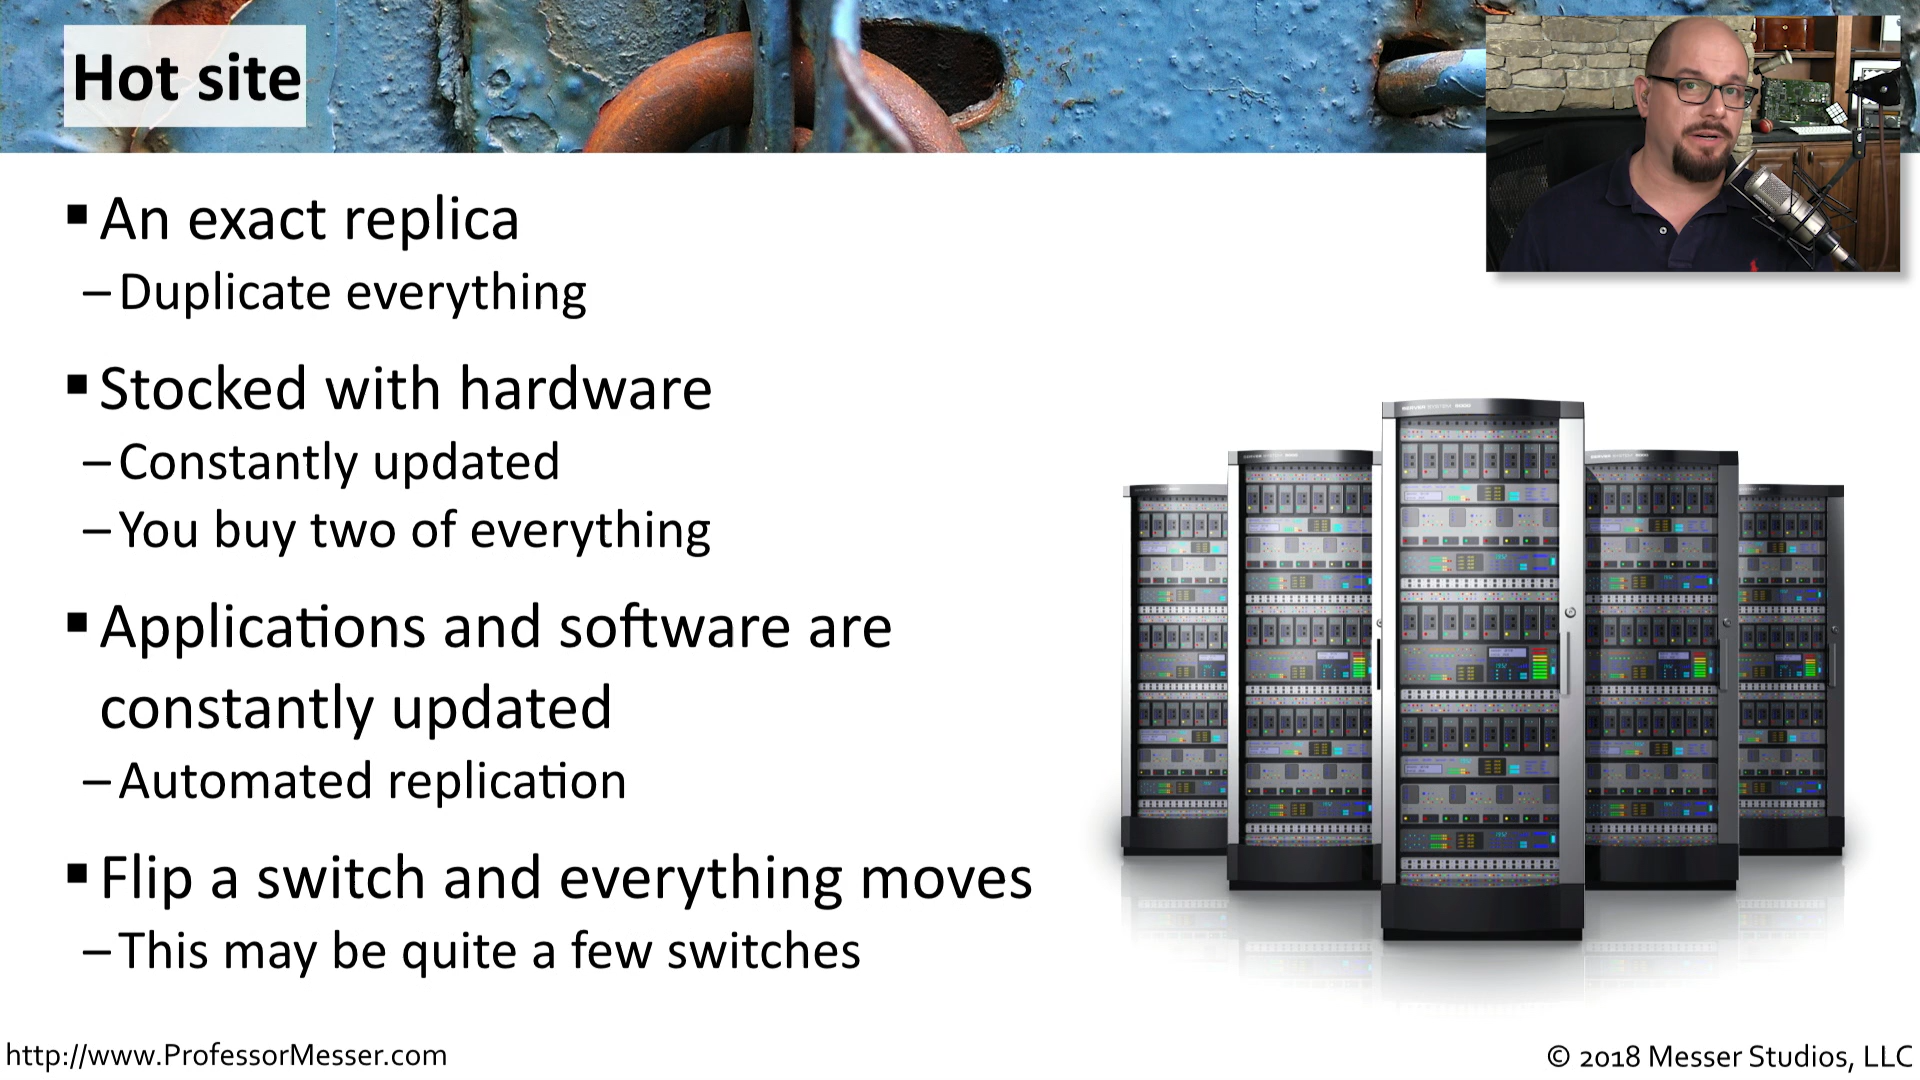 Hot site
▪ An exact replica
– Duplicate everything
▪ Stocked with hardware
– Constantly updated
– You buy two of everything
▪ Applications and software are
constantly updated
– Automated replication
▪ Flip a switch and everything moves
– This may be quite a few switches
http://www.ProfessorMesser.com
© 2018 Messer Studios, LLC